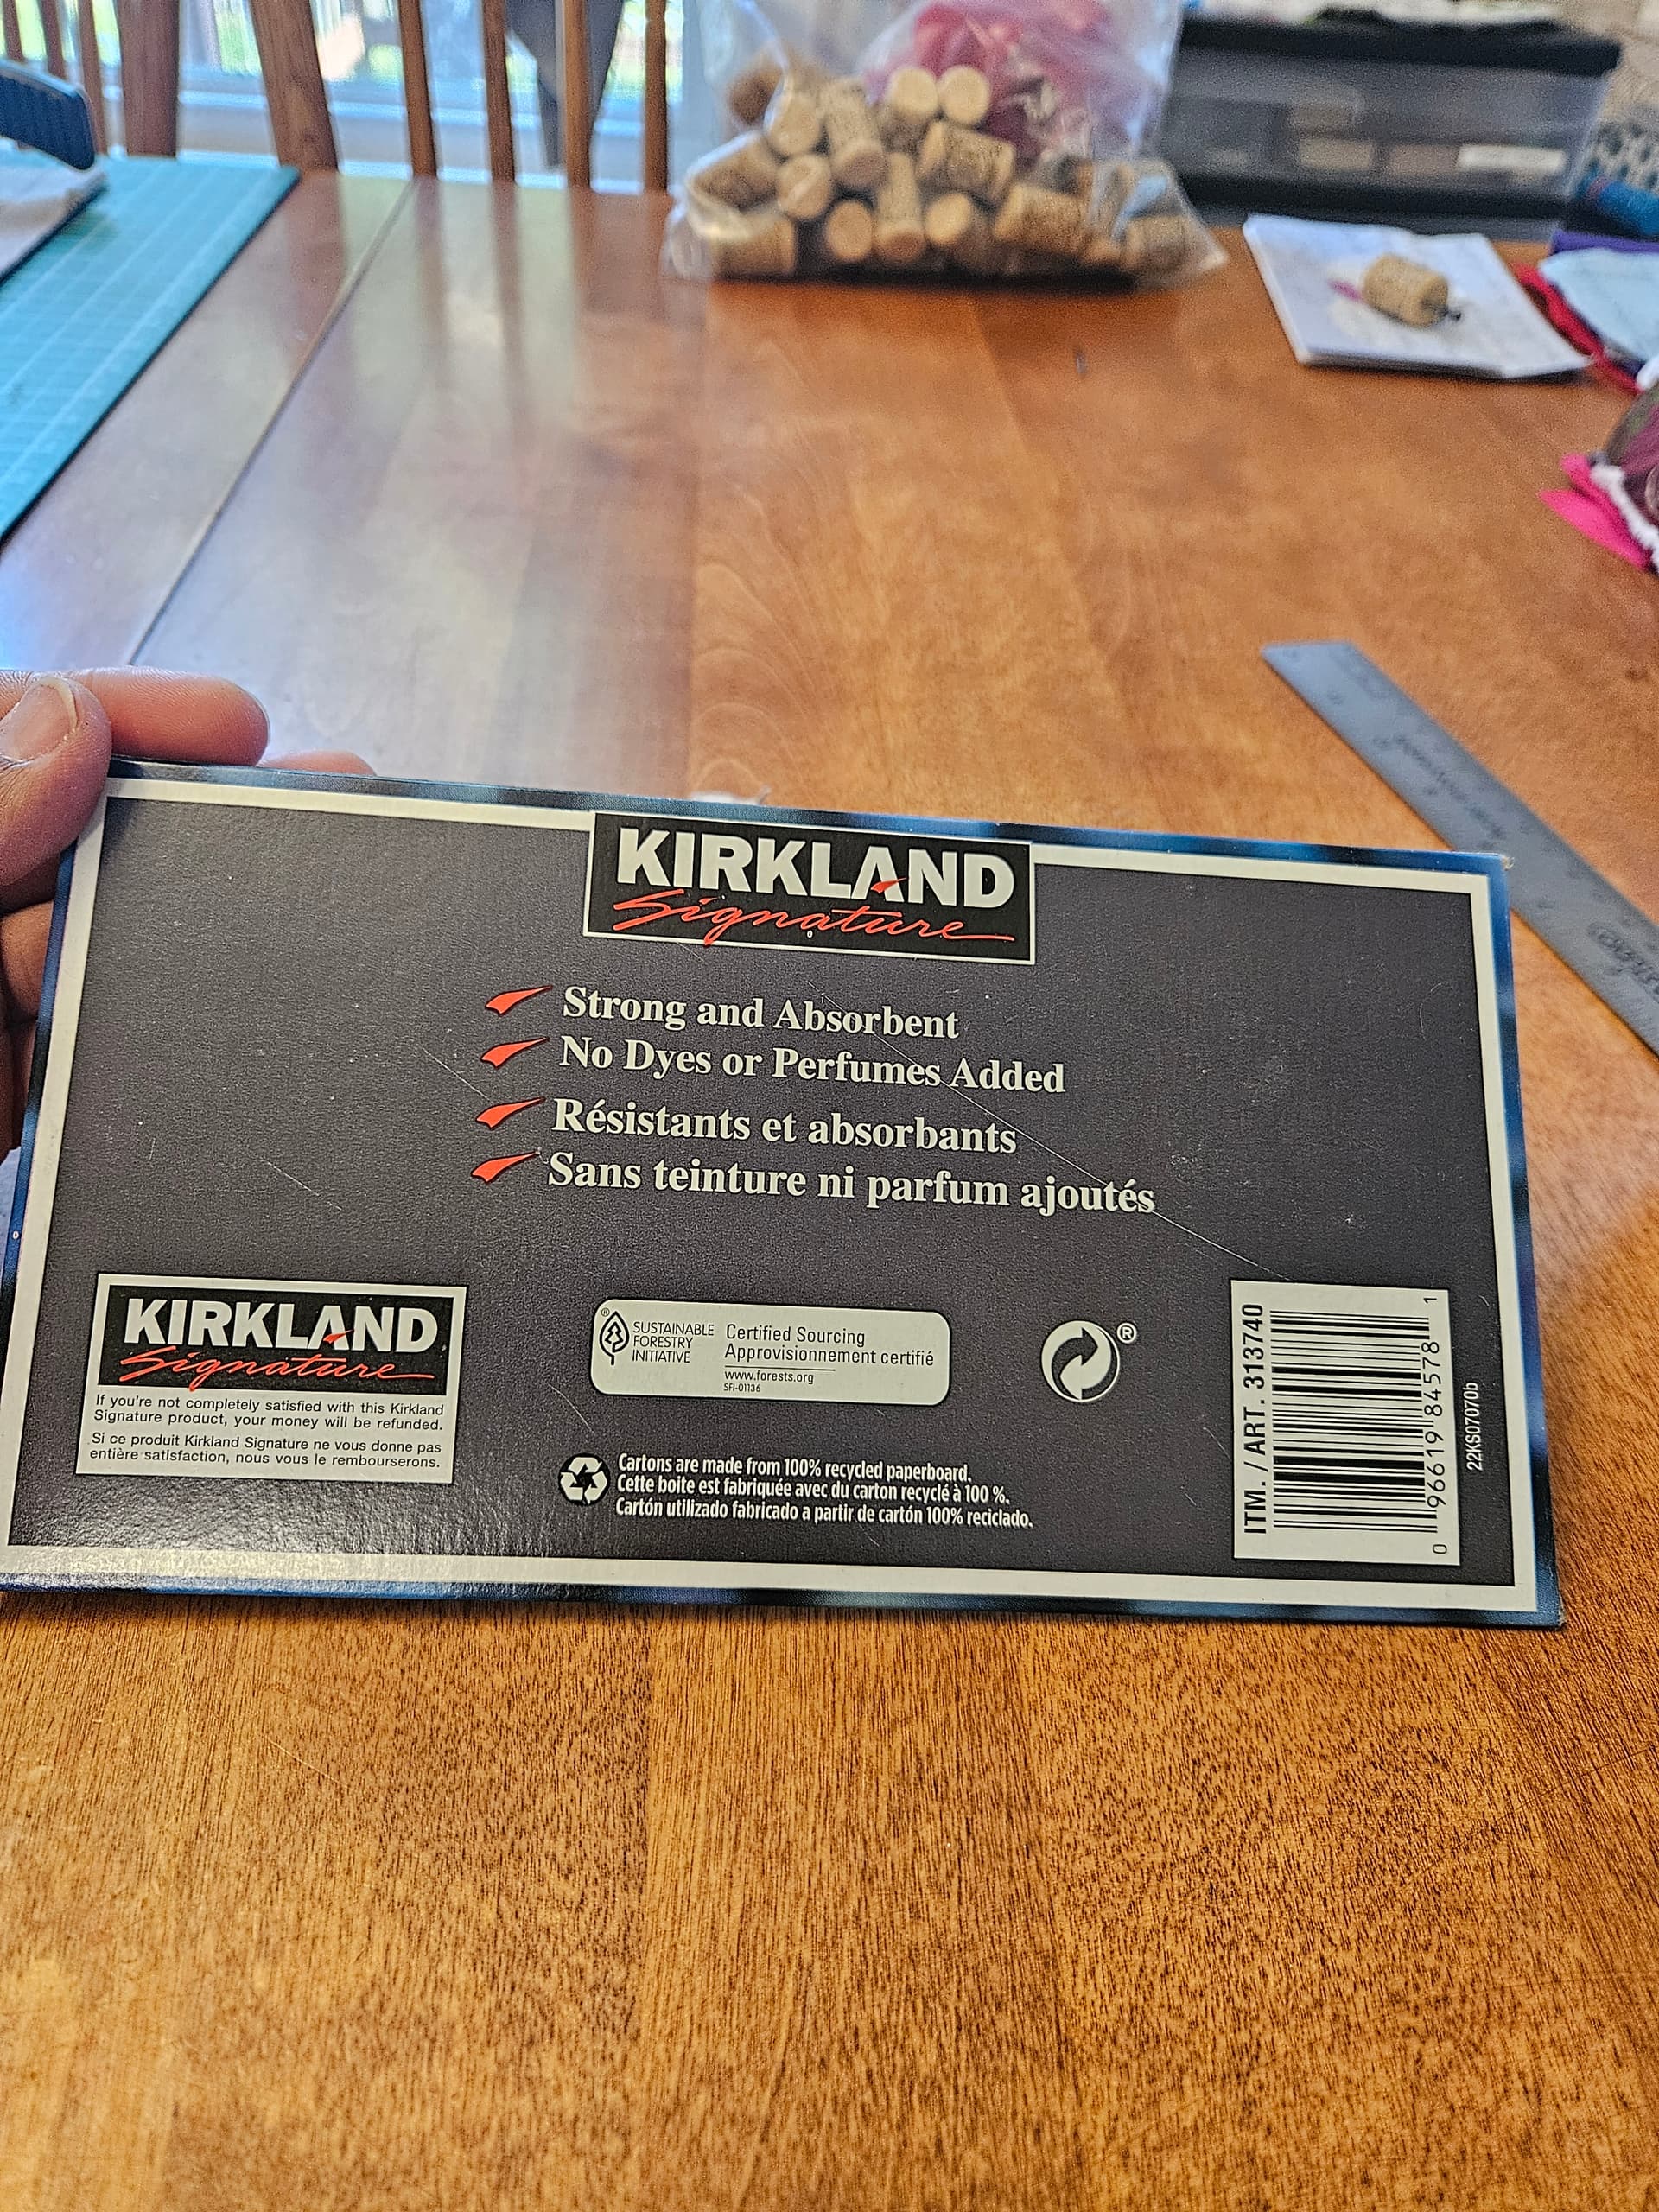 KIRKLAND
Signature
Strong and Absorbent
No Dyes or Perfumes Added
Résistants et absorbants
Sans teinture ni parfum ajoutés
KIRKLAND
Signature
If you're not completely satisfied with this Kirkland
Signature product, your money will be refunded.
Si ce produit Kirkland Signature ne vous donne pas
entière satisfaction, nous vous le rembourserons.
®
SUSTAINABLE
FORESTRY
INITIATIVE
Certified Sourcing
Approvisionnement certifié
www.forests.org
SFI-01136
®
Cartons are made from 100% recycled paperboard.
Cette boite est fabriquée avec du carton recyclé à 100 %.
Cartón utilizado fabricado a partir de cartón 100% reciclado.
ITM. / ART. 313740
0 96619 84578 1
22KS07070b